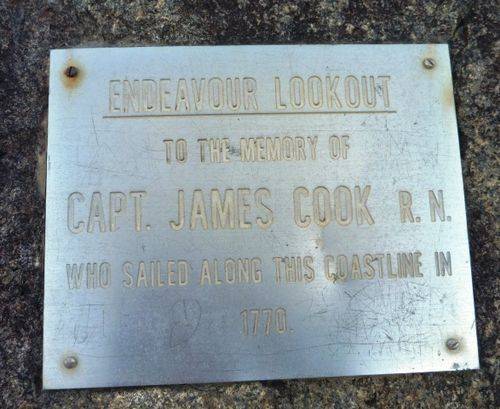 ENDEAVOUR LOOKOUT
TO THE MEMORY OF
CAPT. JAMES COOK R.N.
WHO SAILED ALONG THIS COASTLINE IN
1770.